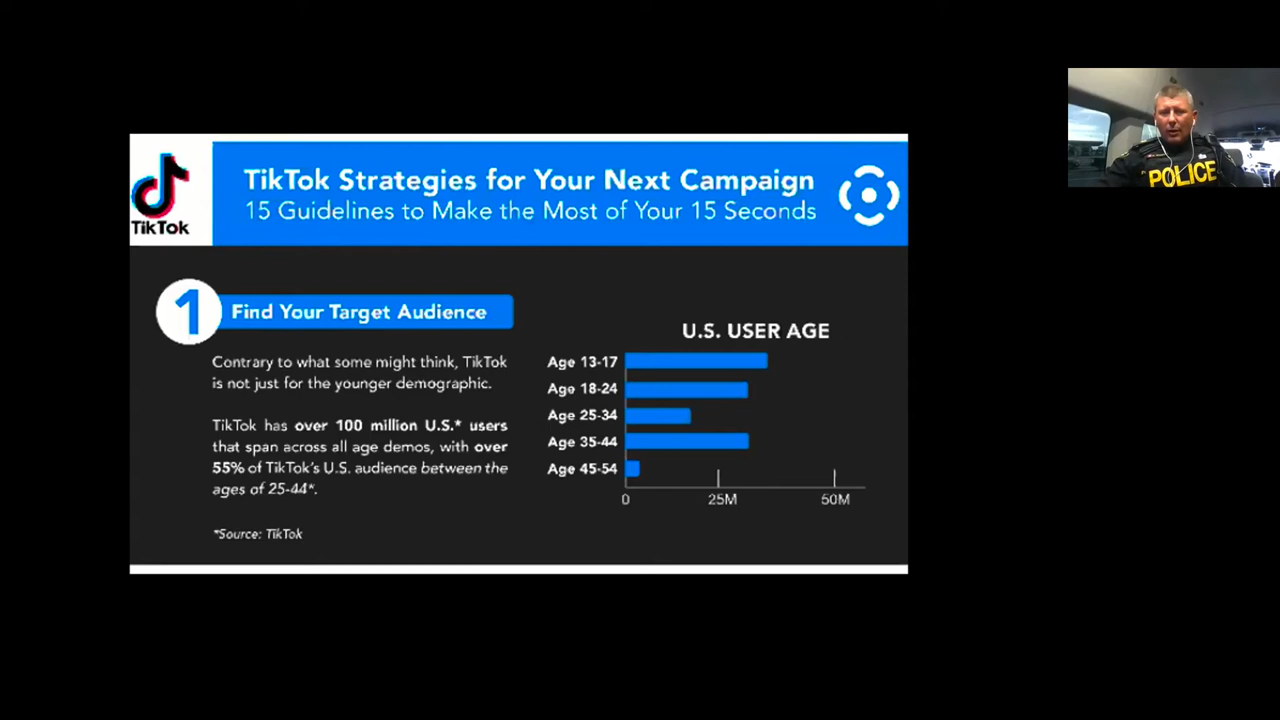 TikTok
TikTok Strategies for Your Next Campaign
15 Guidelines to Make the Most of Your 15 Seconds
1
Find Your Target Audience
Contrary to what some might think, TikTok
is not just for the younger demographic.
TikTok has over 100 million U.S.* users
that span across all age demos, with over
55% of TikTok's U.S. audience between the
ages of 25-44*.
*Source: TikTok
U.S. USER AGE
Age 13-17
Age 18-24
Age 25-34
Age 35-44
Age 45-54
0 25M 50M
POLICE